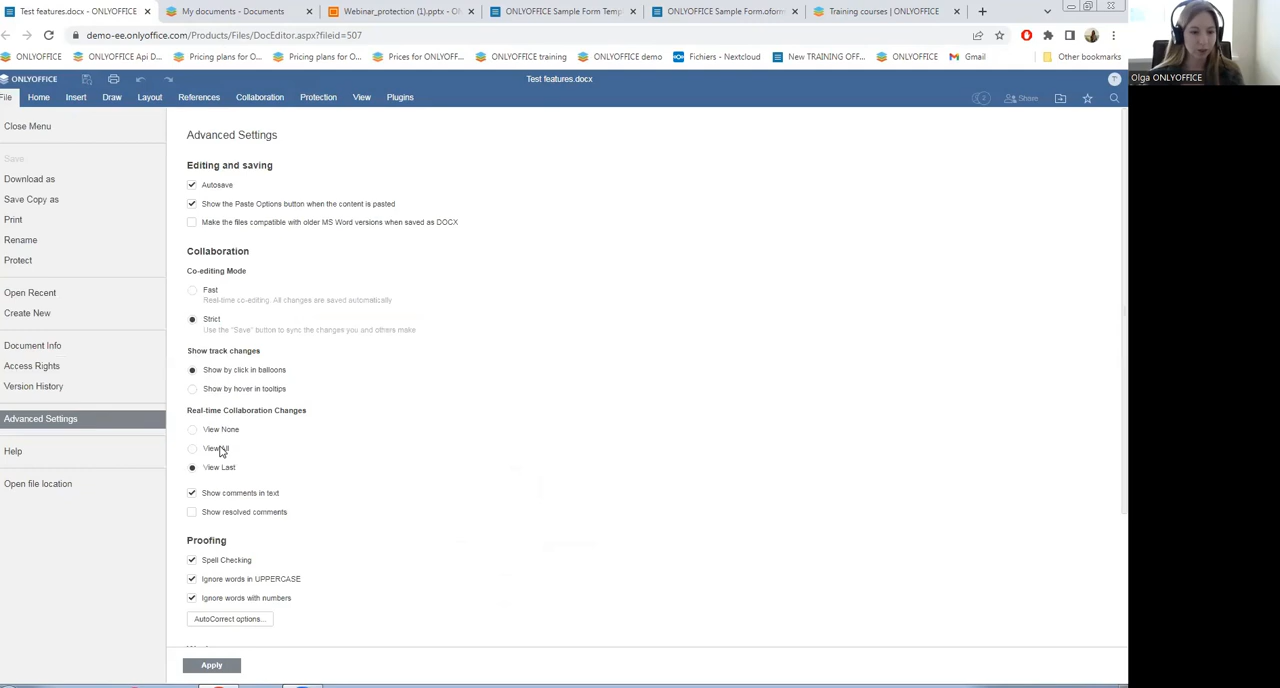 Test features.docx - ONLYOFFICE
My documents - Documents
Webinar_protection (1).pptx - ON
ONLYOFFICE Sample Form Temp
ONLYOFFICE Sample Form.oform
Training courses | ONLYOFFICE
demo-ee.onlyoffice.com/Products/Files/DocEditor.aspx?fileid=507
ONLYOFFICE
ONLYOFFICE Api D...
Pricing plans for O...
Pricing plans for O...
Prices for ONLYOFF...
ONLYOFFICE training
ONLYOFFICE demo
Fichiers - Nextcloud
New TRAINING OFF...
ONLYOFFICE
Gmail
Other bookmarks
Olga ONLYOFFICE
ONLYOFFICE
Test features.docx
T
File
Home
Insert
Draw
Layout
References
Collaboration
Protection
View
Plugins
2
Share
Close Menu
Save
Download as
Save Copy as
Print
Rename
Protect
Open Recent
Create New
Document Info
Access Rights
Version History
Advanced Settings
Help
Open file location
Advanced Settings
Editing and saving
Autosave
Show the Paste Options button when the content is pasted
Make the files compatible with older MS Word versions when saved as DOCX
Collaboration
Co-editing Mode
Fast
Real-time co-editing. All changes are saved automatically
Strict
Use the "Save" button to sync the changes you and others make
Show track changes
Show by click in balloons
Show by hover in tooltips
Real-time Collaboration Changes
View None
View All
View Last
Show comments in text
Show resolved comments
Proofing
Spell Checking
Ignore words in UPPERCASE
Ignore words with numbers
AutoCorrect options...
Apply